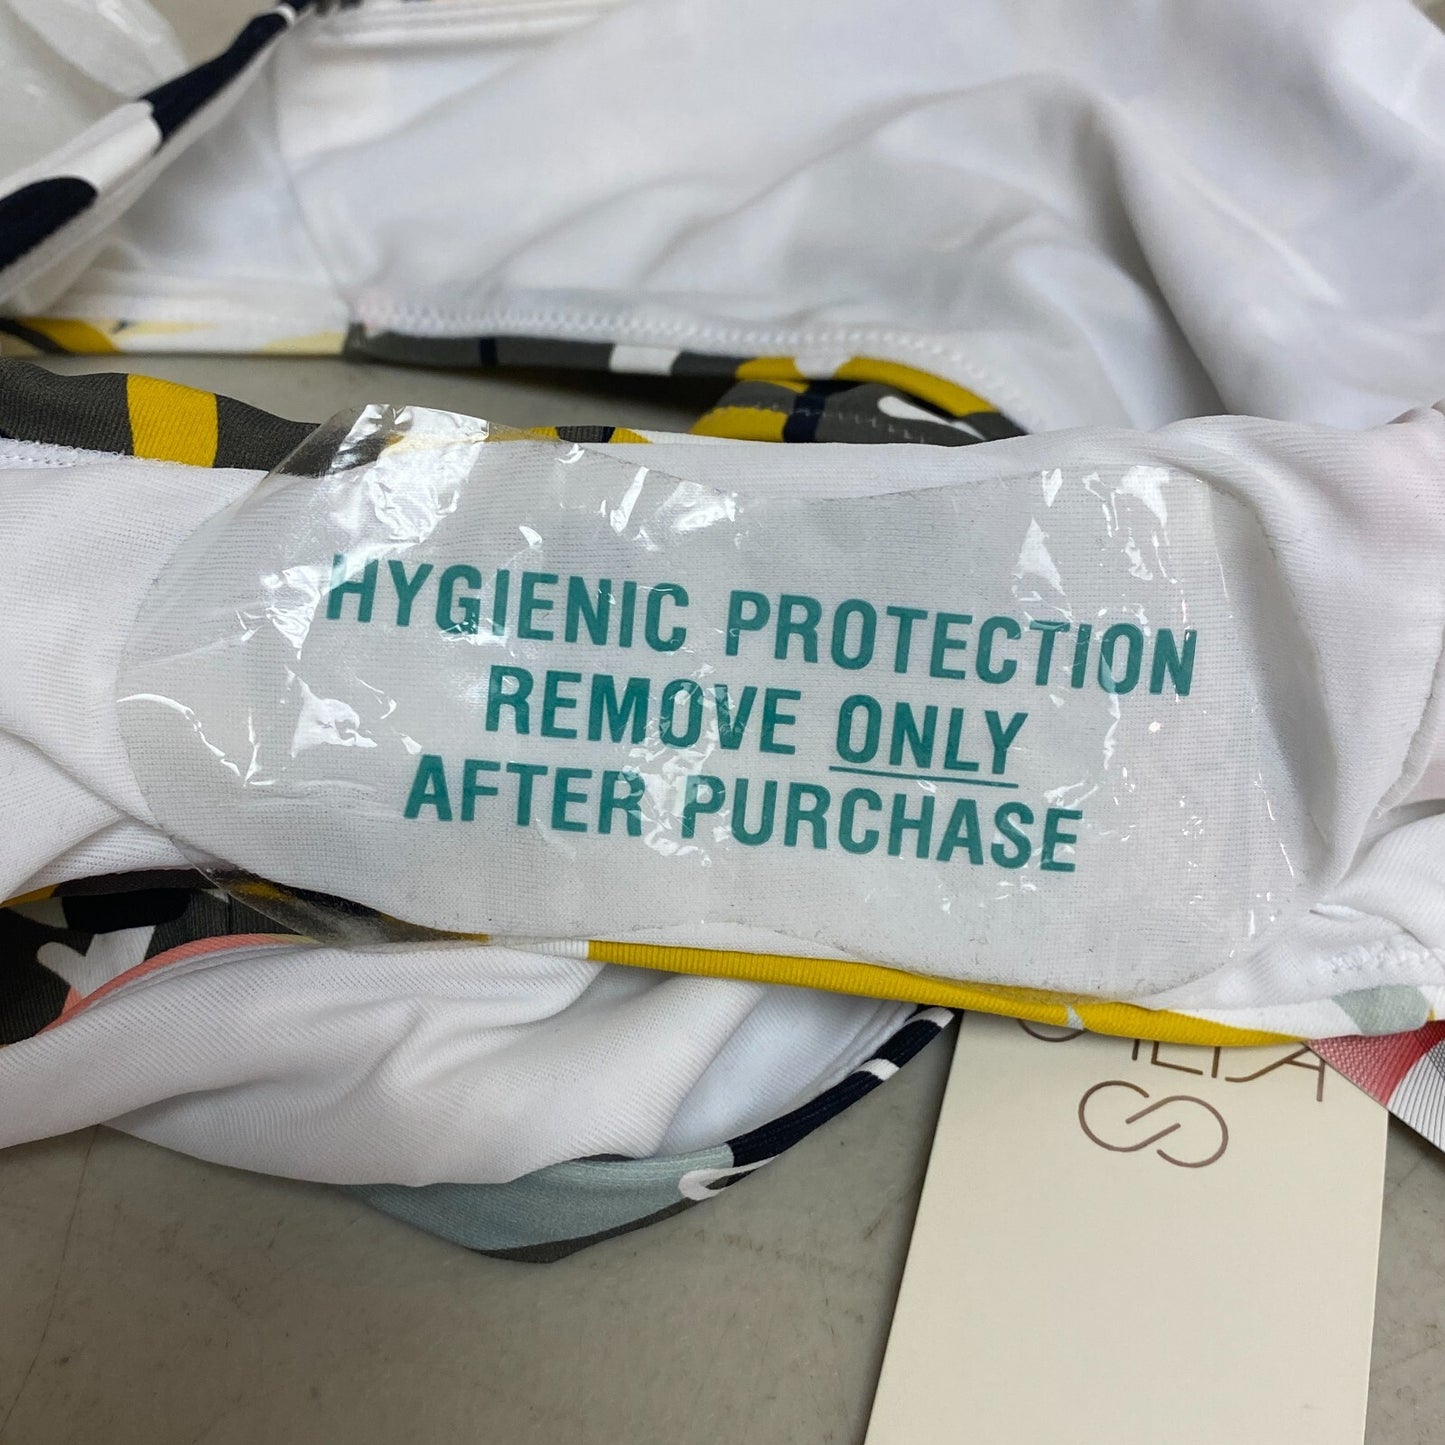 HYGIENIC PROTECTION
REMOVE ONLY
AFTER PURCHASE